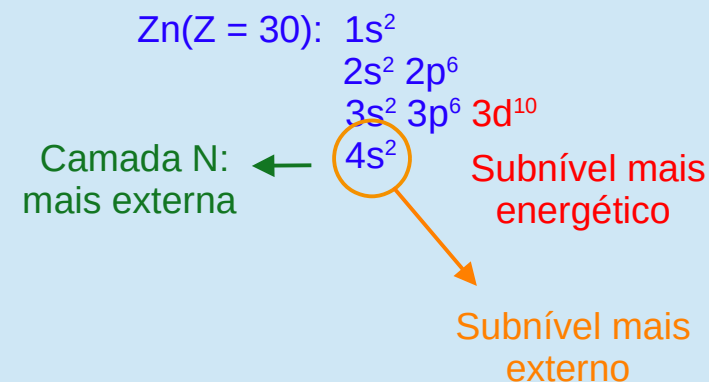 Zn(Z = 30): 1s²
2s² 2p⁶
3s² 3p⁶ 3d¹⁰
4s²
Camada N:
mais externa
Subnível mais
energético
Subnível mais
externo